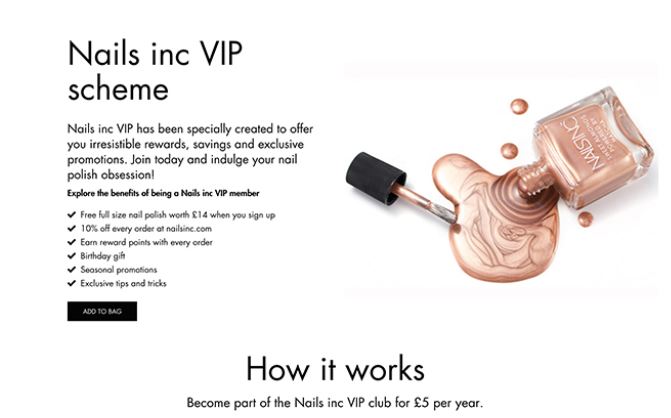 Nails inc VIP
scheme
Nails inc VIP has been specially created to offer
you irresistible rewards, savings and exclusive
promotions. Join today and indulge your nail
polish obsession!
Explore the benefits of being a Nails inc VIP member
Free full size nail polish worth £14 when you sign up
10% off every order at nailsinc.com
Earn reward points with every order
Birthday gift
Seasonal promotions
Exclusive tips and tricks
ADD TO BAG
NAILSINC
How it works
Become part of the Nails inc VIP club for £5 per year.